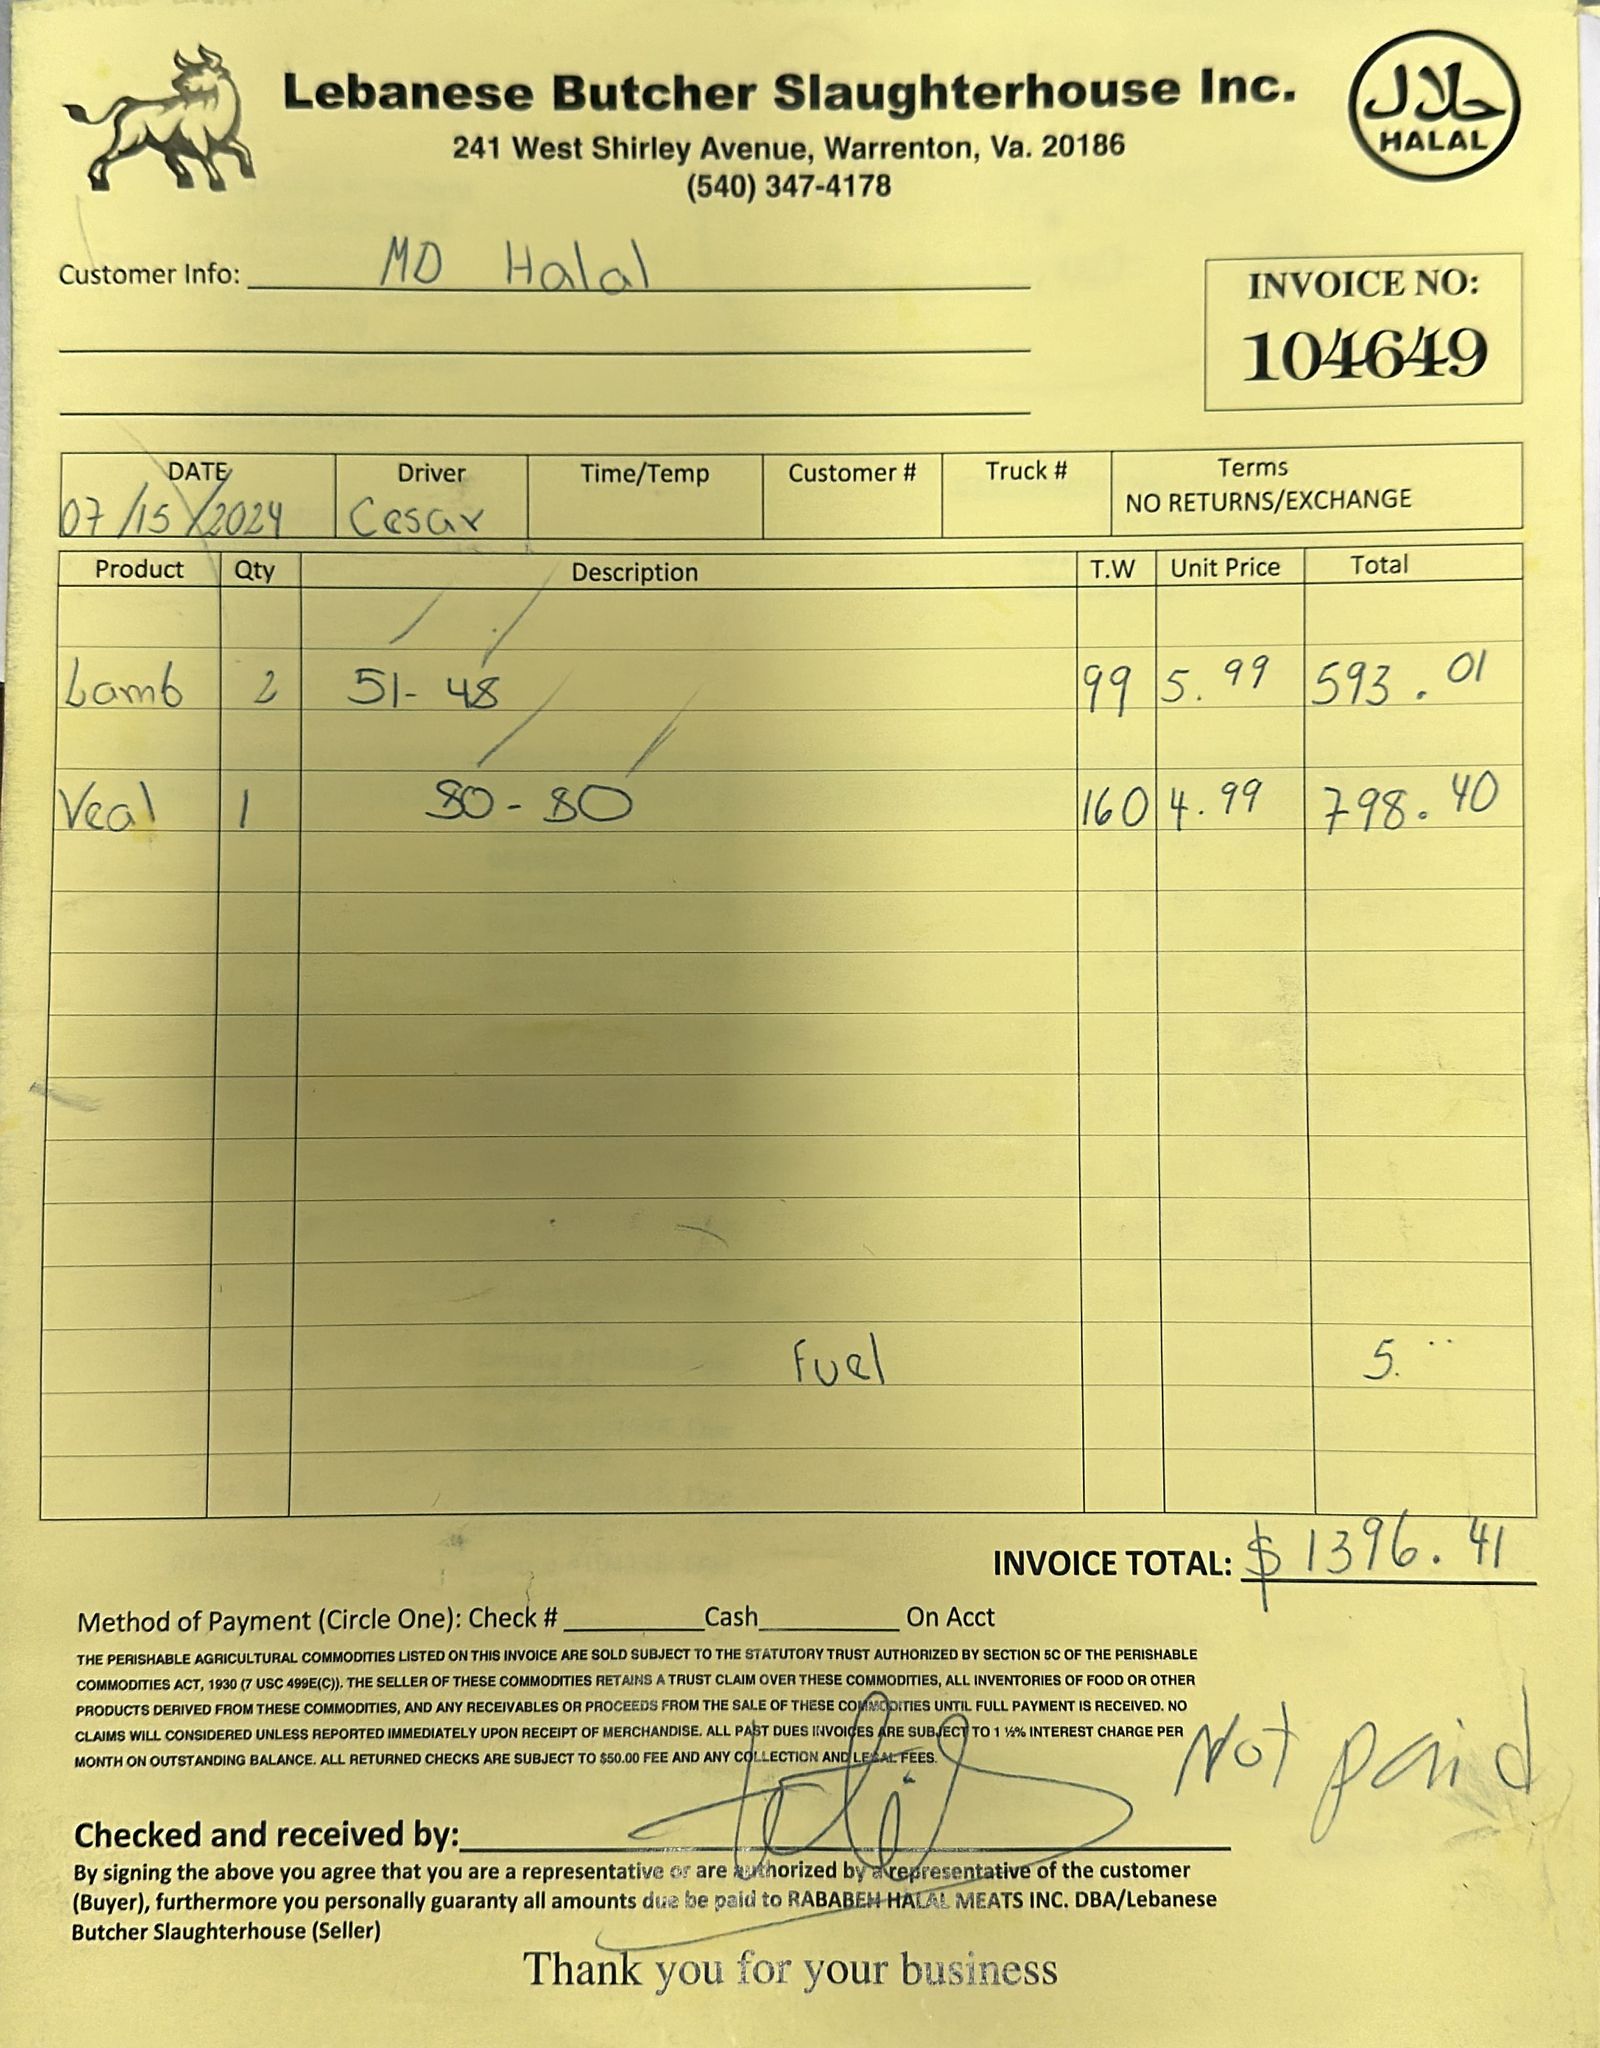 Lebanese Butcher Slaughterhouse Inc.
حلال
HALAL
241 West Shirley Avenue, Warrenton, Va. 20186
(540) 347-4178
Customer Info: MD Halal
INVOICE NO:
104649
DATE Driver Time/Temp Customer # Truck # Terms
07/15/2024 Cesar NO RETURNS/EXCHANGE
Product Qty Description T.W Unit Price Total
Lamb 2 51-48 99 5.99 593.01
Veal 1 80-80 160 4.99 798.40
Fuel 5.
INVOICE TOTAL: $1396.41
Method of Payment (Circle One): Check # Cash On Acct
THE PERISHABLE AGRICULTURAL COMMODITIES LISTED ON THIS INVOICE ARE SOLD SUBJECT TO THE STATUTORY TRUST AUTHORIZED BY SECTION 5C OF THE PERISHABLE
COMMODITIES ACT, 1930 (7 USC 499E(C)). THE SELLER OF THESE COMMODITIES RETAINS A TRUST CLAIM OVER THESE COMMODITIES, ALL INVENTORIES OF FOOD OR OTHER
PRODUCTS DERIVED FROM THESE COMMODITIES, AND ANY RECEIVABLES OR PROCEEDS FROM THE SALE OF THESE COMMODITIES UNTIL FULL PAYMENT IS RECEIVED. NO
CLAIMS WILL CONSIDERED UNLESS REPORTED IMMEDIATELY UPON RECEIPT OF MERCHANDISE. ALL PAST DUES INVOICES ARE SUBJECT TO 1 ½% INTEREST CHARGE PER
MONTH ON OUTSTANDING BALANCE. ALL RETURNED CHECKS ARE SUBJECT TO $50.00 FEE AND ANY COLLECTION AND LEGAL FEES.
Not paid
Checked and received by:
By signing the above you agree that you are a representative or are authorized by a representative of the customer
(Buyer), furthermore you personally guaranty all amounts due be paid to RABABEH HALAL MEATS INC. DBA/Lebanese
Butcher Slaughterhouse (Seller)
Thank you for your business